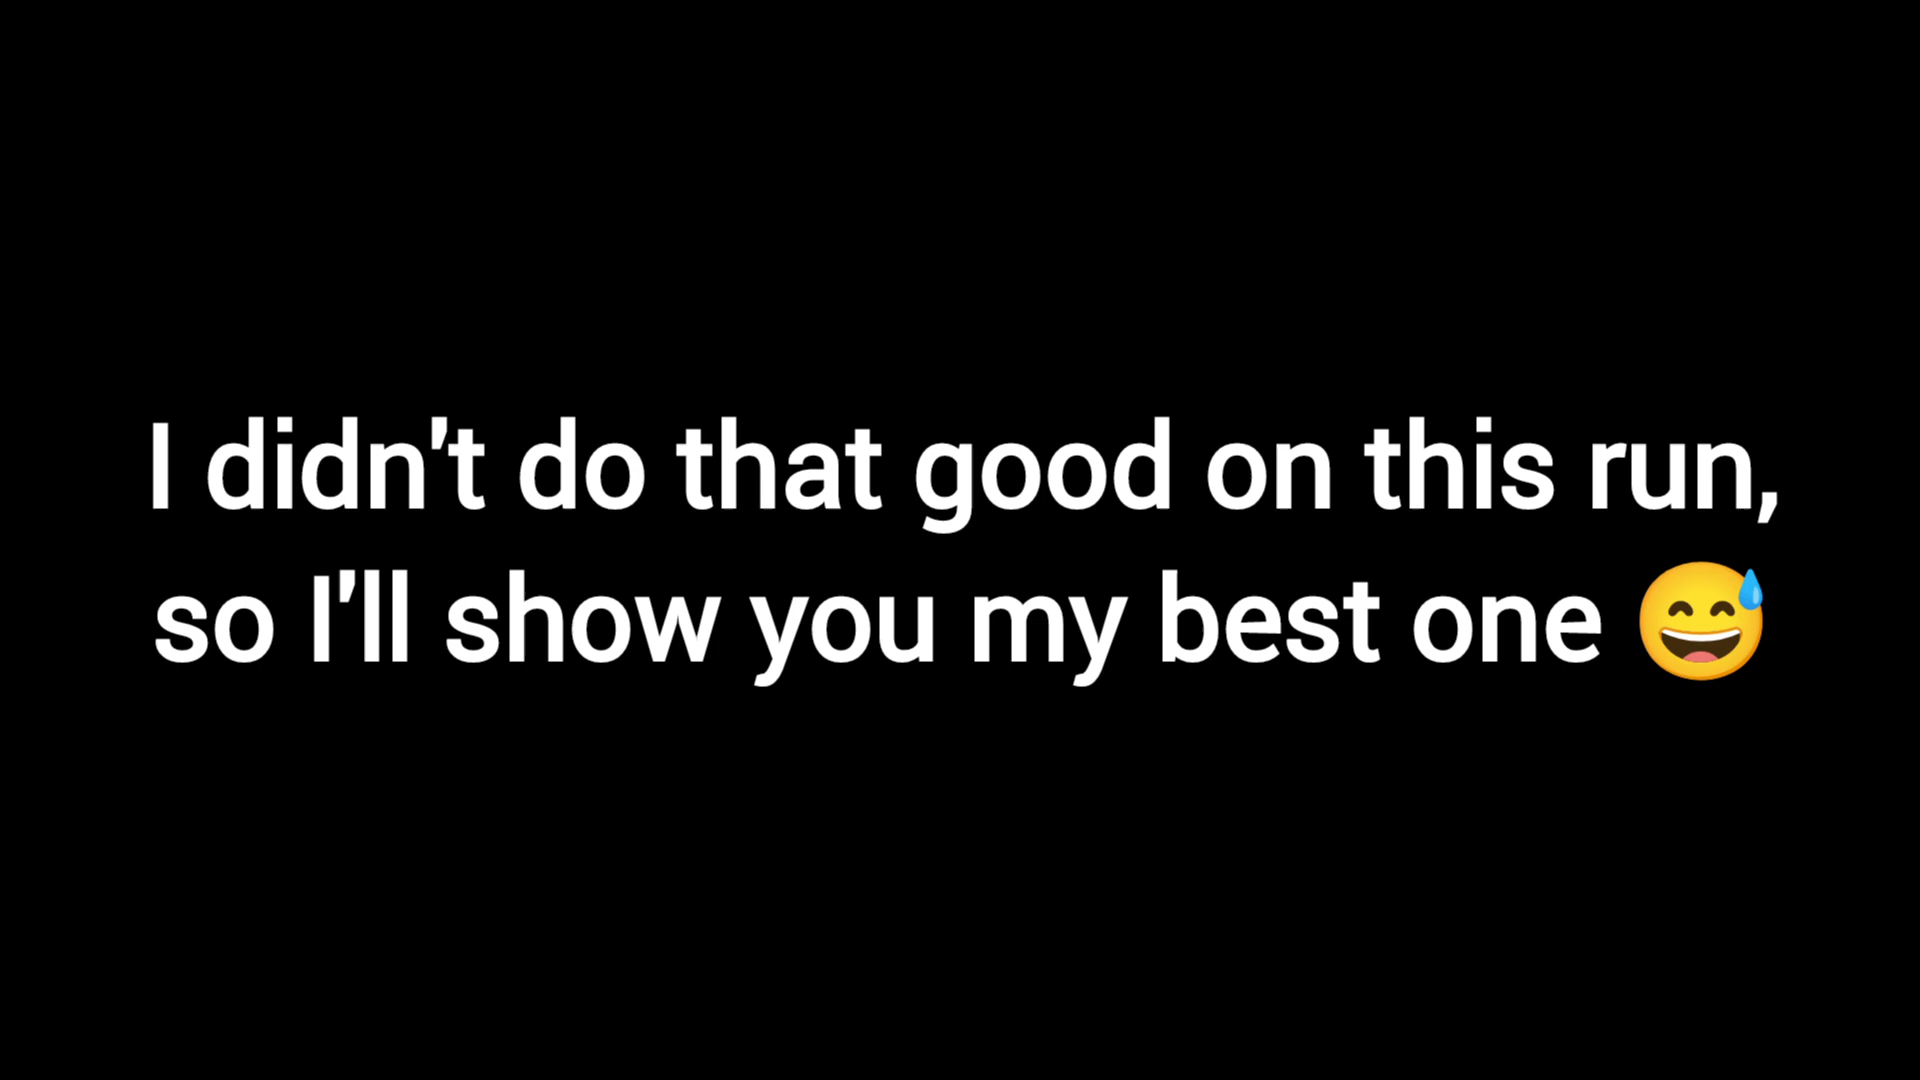 I didn't do that good on this run,
so I'll show you my best one 😅